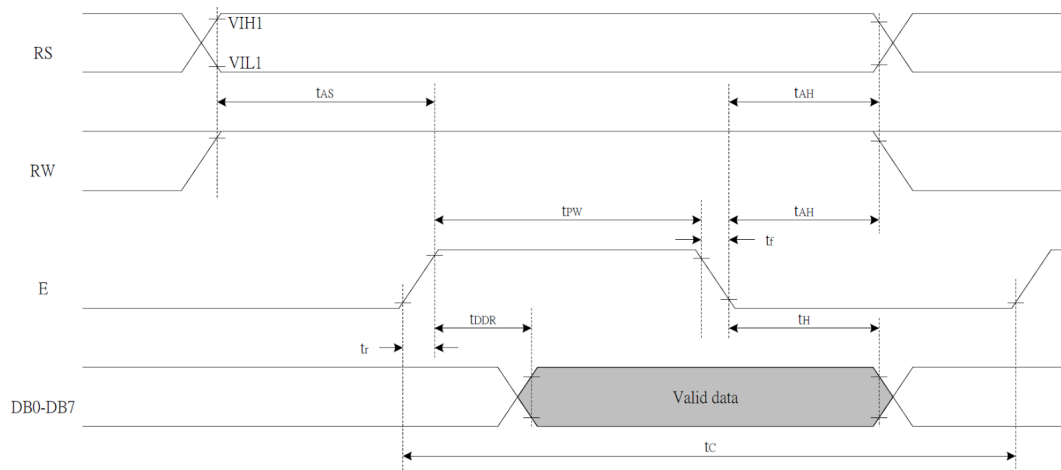 VIH1
RS
VIL1
tAS
tAH
RW
tPW
tAH
tf
E
tDDR
tH
tr
DB0-DB7
Valid data
tC